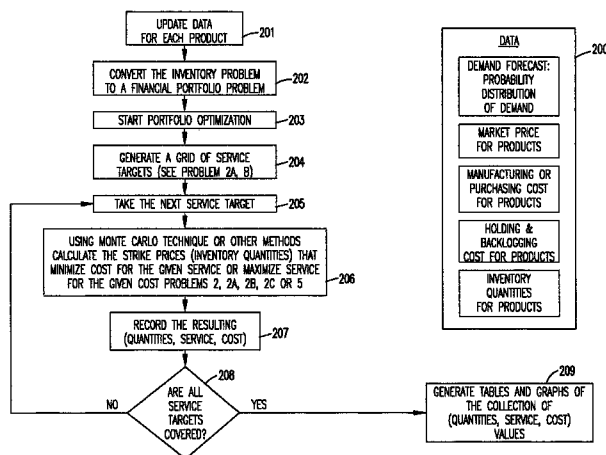 UPDATE DATA
FOR EACH PRODUCT
201
CONVERT THE INVENTORY PROBLEM
TO A FINANCIAL PORTFOLIO PROBLEM
202
START PORTFOLIO OPTIMIZATION
203
GENERATE A GRID OF SERVICE
TARGETS (SEE PROBLEM 2A, B)
204
TAKE THE NEXT SERVICE TARGET
205
USING MONTE CARLO TECHNIQUE OR OTHER METHODS
CALCULATE THE STRIKE PRICES (INVENTORY QUANTITIES) THAT
MINIMIZE COST FOR THE GIVEN SERVICE OR MAXIMIZE SERVICE
FOR THE GIVEN COST PROBLEMS 2, 2A, 2B, 2C OR 5
206
RECORD THE RESULTING
(QUANTITIES, SERVICE, COST)
207
208
ARE ALL
SERVICE
TARGETS
COVERED?
NO
YES
209
GENERATE TABLES AND GRAPHS OF
THE COLLECTION OF
(QUANTITIES, SERVICE, COST)
VALUES
200
DATA
DEMAND FORECAST:
PROBABILITY
DISTRIBUTION
OF DEMAND
MARKET PRICE
FOR PRODUCTS
MANUFACTURING OR
PURCHASING COST
FOR PRODUCTS
HOLDING &
BACKLOGGING
COST FOR PRODUCTS
INVENTORY
QUANTITIES
FOR PRODUCTS